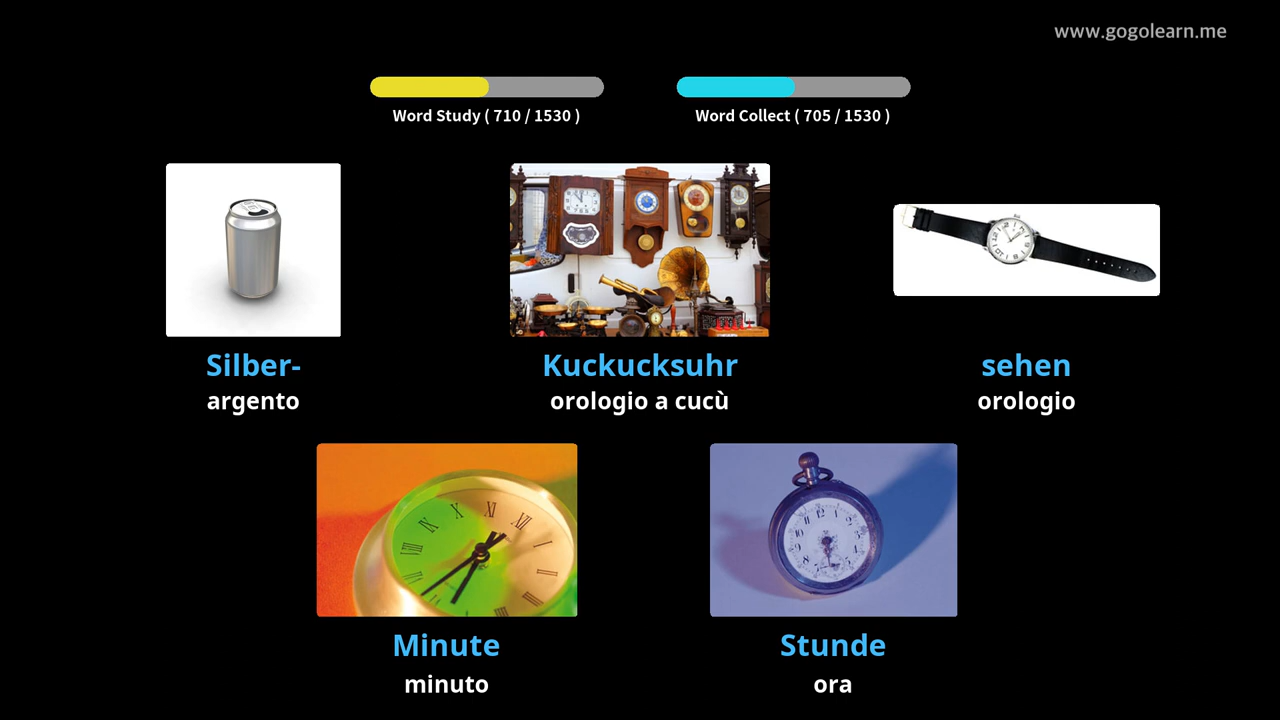 www.gogolearn.me
Word Study ( 710 / 1530 )
Word Collect ( 705 / 1530 )
Silber-
argento
Kuckucksuhr
orologio a cucù
sehen
orologio
Minute
minuto
Stunde
ora